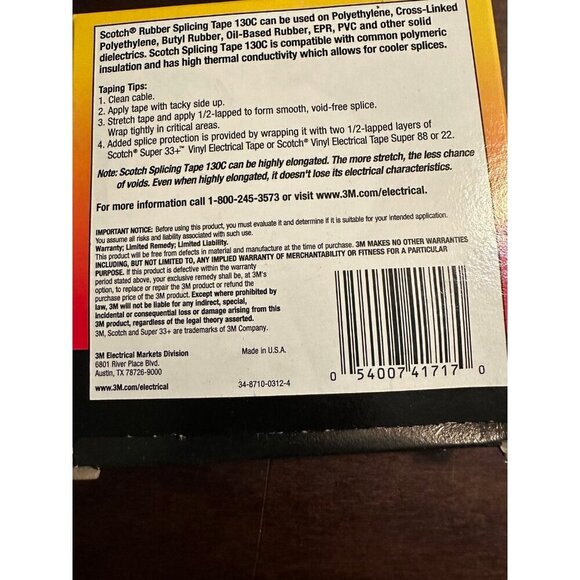 Scotch® Rubber Splicing Tape 130C can be used on Polyethylene, Cross-Linked
Polyethylene, Butyl Rubber, Oil-Based Rubber, EPR, PVC and other solid
dielectrics. Scotch Splicing Tape 130C is compatible with common polymeric
insulation and has high thermal conductivity which allows for cooler splices.
Taping Tips:
1. Clean cable.
2. Apply tape with tacky side up.
3. Stretch tape and apply 1/2-lapped to form smooth, void-free splice.
Wrap tightly in critical areas.
4. Added splice protection is provided by wrapping it with two 1/2-lapped layers of
Scotch® Super 33+™ Vinyl Electrical Tape or Scotch® Vinyl Electrical Tape Super 88 or 22.
Note: Scotch Splicing Tape 130C can be highly elongated. The more stretch, the less chance
of voids. Even when highly elongated, it doesn't lose its electrical characteristics.
For more information call 1-800-245-3573 or visit www.3M.com/electrical.
IMPORTANT NOTICE: Before using this product, you must evaluate it and determine if it is suitable for your intended application.
You assume all risks and liability associated with such use.
Warranty; Limited Remedy; Limited Liability.
This product will be free from defects in material and manufacture at the time of purchase. 3M MAKES NO OTHER WARRANTIES
INCLUDING, BUT NOT LIMITED TO, ANY IMPLIED WARRANTY OF MERCHANTABILITY OR FITNESS FOR A PARTICULAR
PURPOSE. If this product is defective within the warranty
period stated above, your exclusive remedy shall be, at 3M's
option, to replace or repair the 3M product or refund the
purchase price of the 3M product. Except where prohibited by
law, 3M will not be liable for any indirect, special,
incidental or consequential loss or damage arising from this
3M product, regardless of the legal theory asserted.
3M, Scotch and Super 33+ are trademarks of 3M Company.
3M Electrical Markets Division
6801 River Place Blvd.
Austin, TX 78726-9000
www.3M.com/electrical
Made in U.S.A.
34-8710-0312-4
0 54007 41717 0